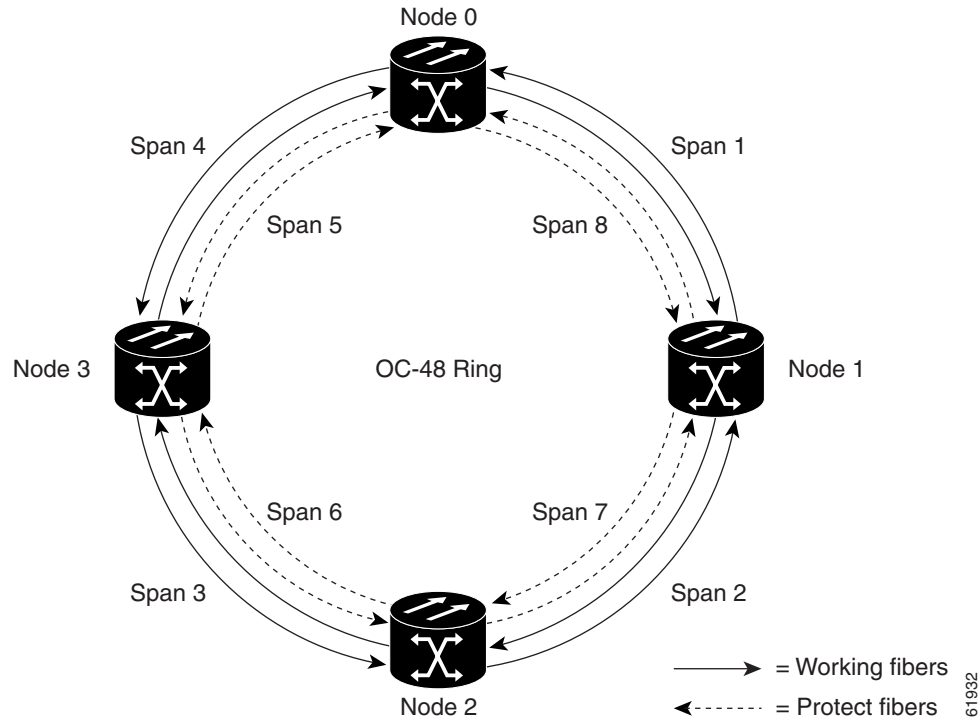 Node 0
Span 4
Span 1
Span 5
Span 8
Node 3
OC-48 Ring
Node 1
Span 6
Span 7
Span 3
Span 2
Node 2
= Working fibers
= Protect fibers
61932